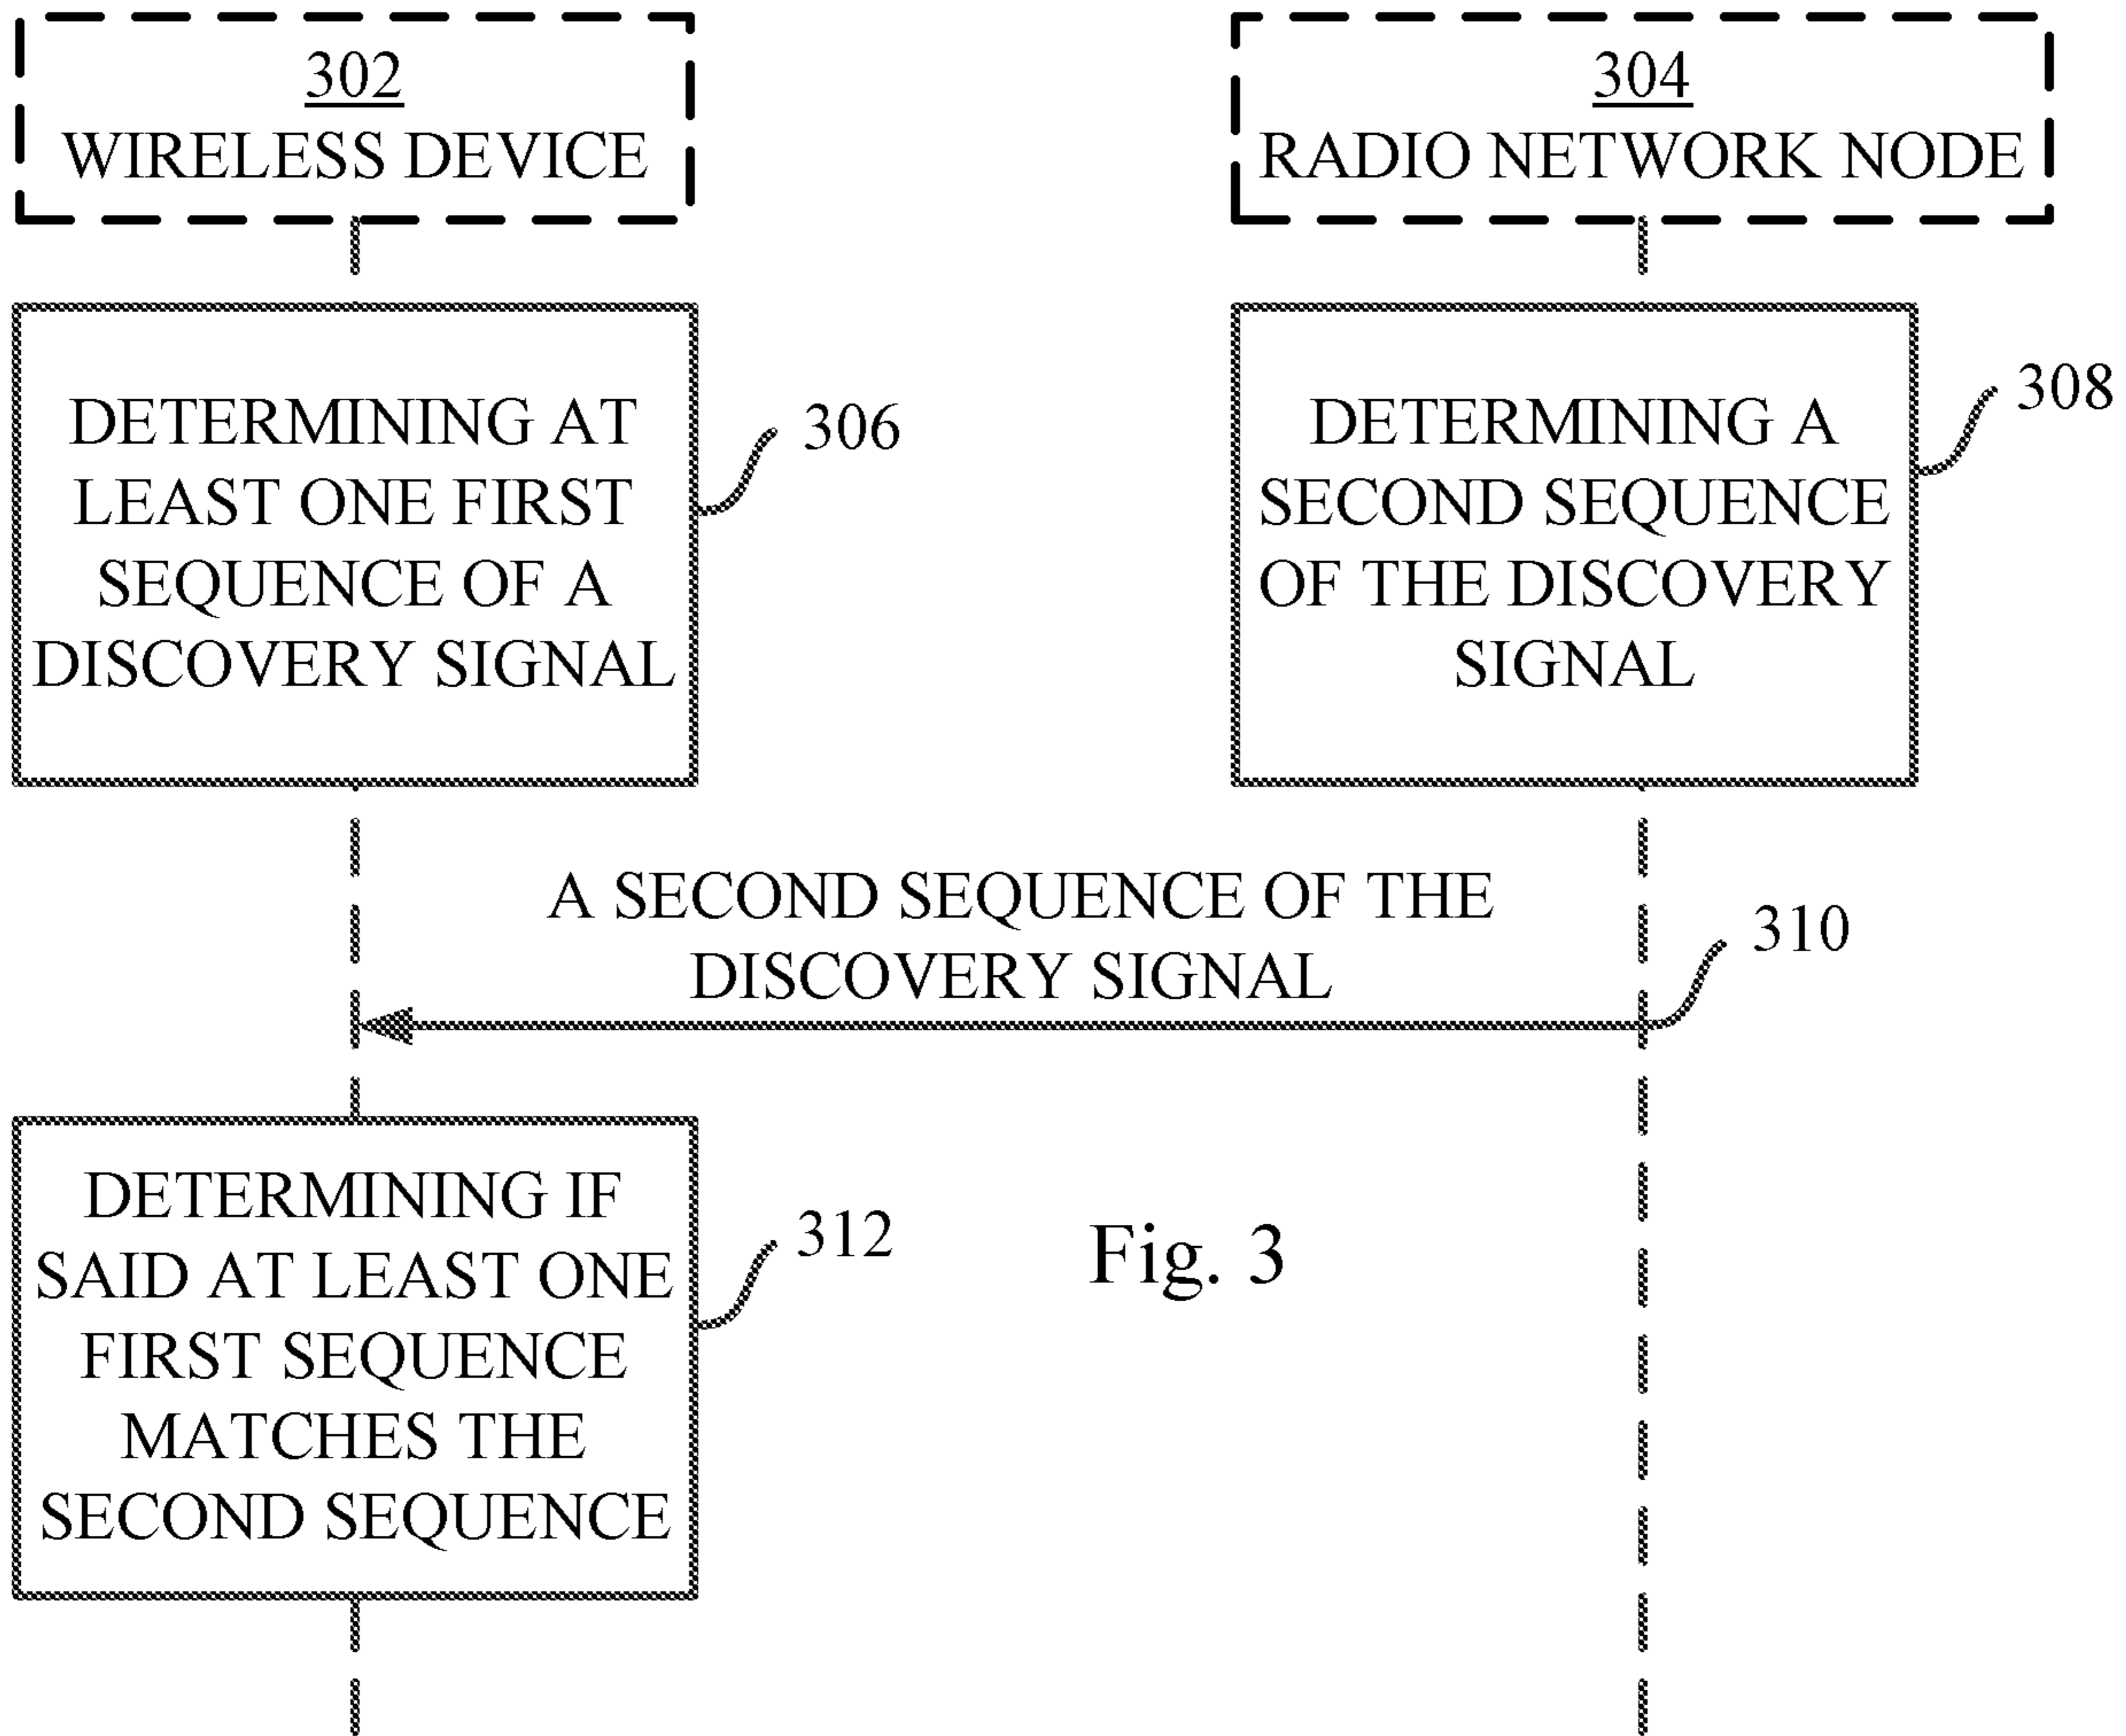 302
WIRELESS DEVICE
304
RADIO NETWORK NODE
DETERMINING AT
LEAST ONE FIRST
SEQUENCE OF A
DISCOVERY SIGNAL
306
DETERMINING A
SECOND SEQUENCE
OF THE DISCOVERY
SIGNAL
308
A SECOND SEQUENCE OF THE
DISCOVERY SIGNAL
310
DETERMINING IF
SAID AT LEAST ONE
FIRST SEQUENCE
MATCHES THE
SECOND SEQUENCE
312
Fig. 3